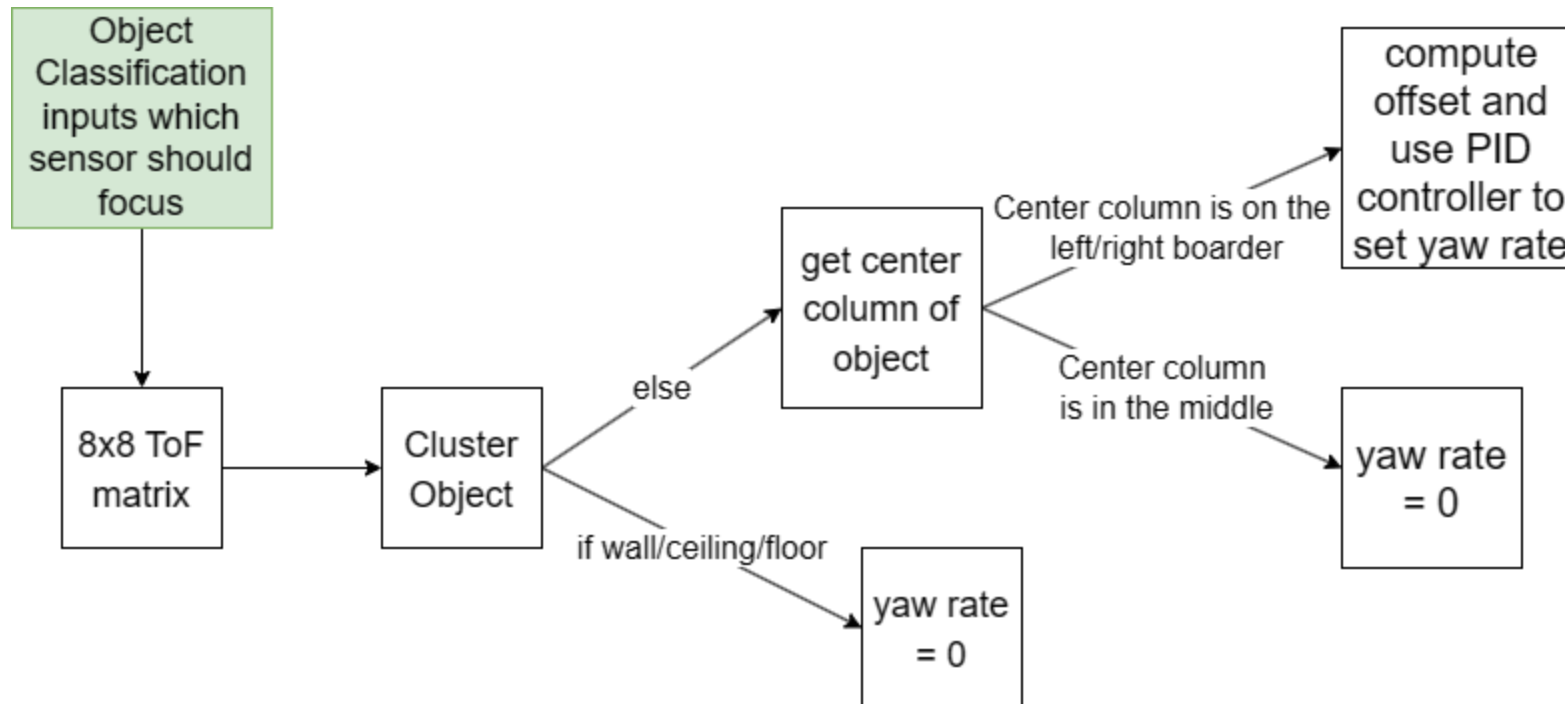 Object
Classification
inputs which
sensor should
focus
8x8 ToF
matrix
Cluster
Object
else
if wall/ceiling/floor
yaw rate
= 0
get center
column of
object
Center column is on the
left/right boarder
Center column
is in the middle
compute
offset and
use PID
controller to
set yaw rate
yaw rate
= 0